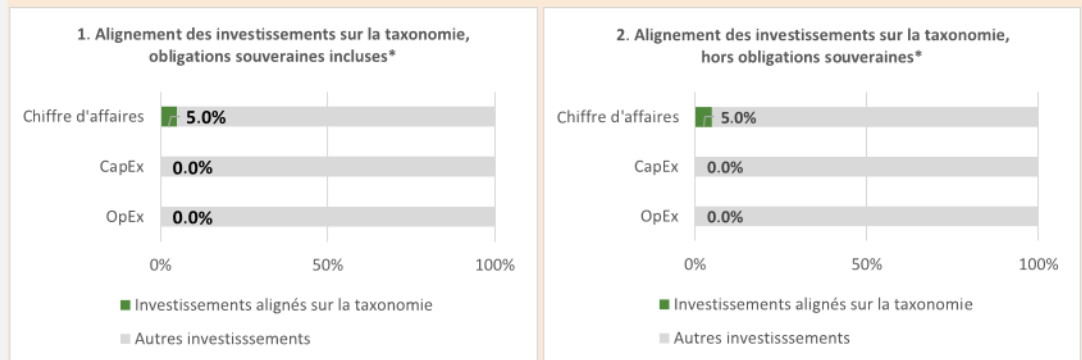 1. Alignement des investissements sur la taxonomie,
obligations souveraines incluses*
Chiffre d'affaires
5.0%
CapEx
0.0%
OpEx
0.0%
0%
50%
100%
Investissements alignés sur la taxonomie
Autres investisssements
2. Alignement des investissements sur la taxonomie,
hors obligations souveraines*
Chiffre d'affaires
5.0%
CapEx
0.0%
OpEx
0.0%
0%
50%
100%
Investissements alignés sur la taxonomie
Autres investisssements